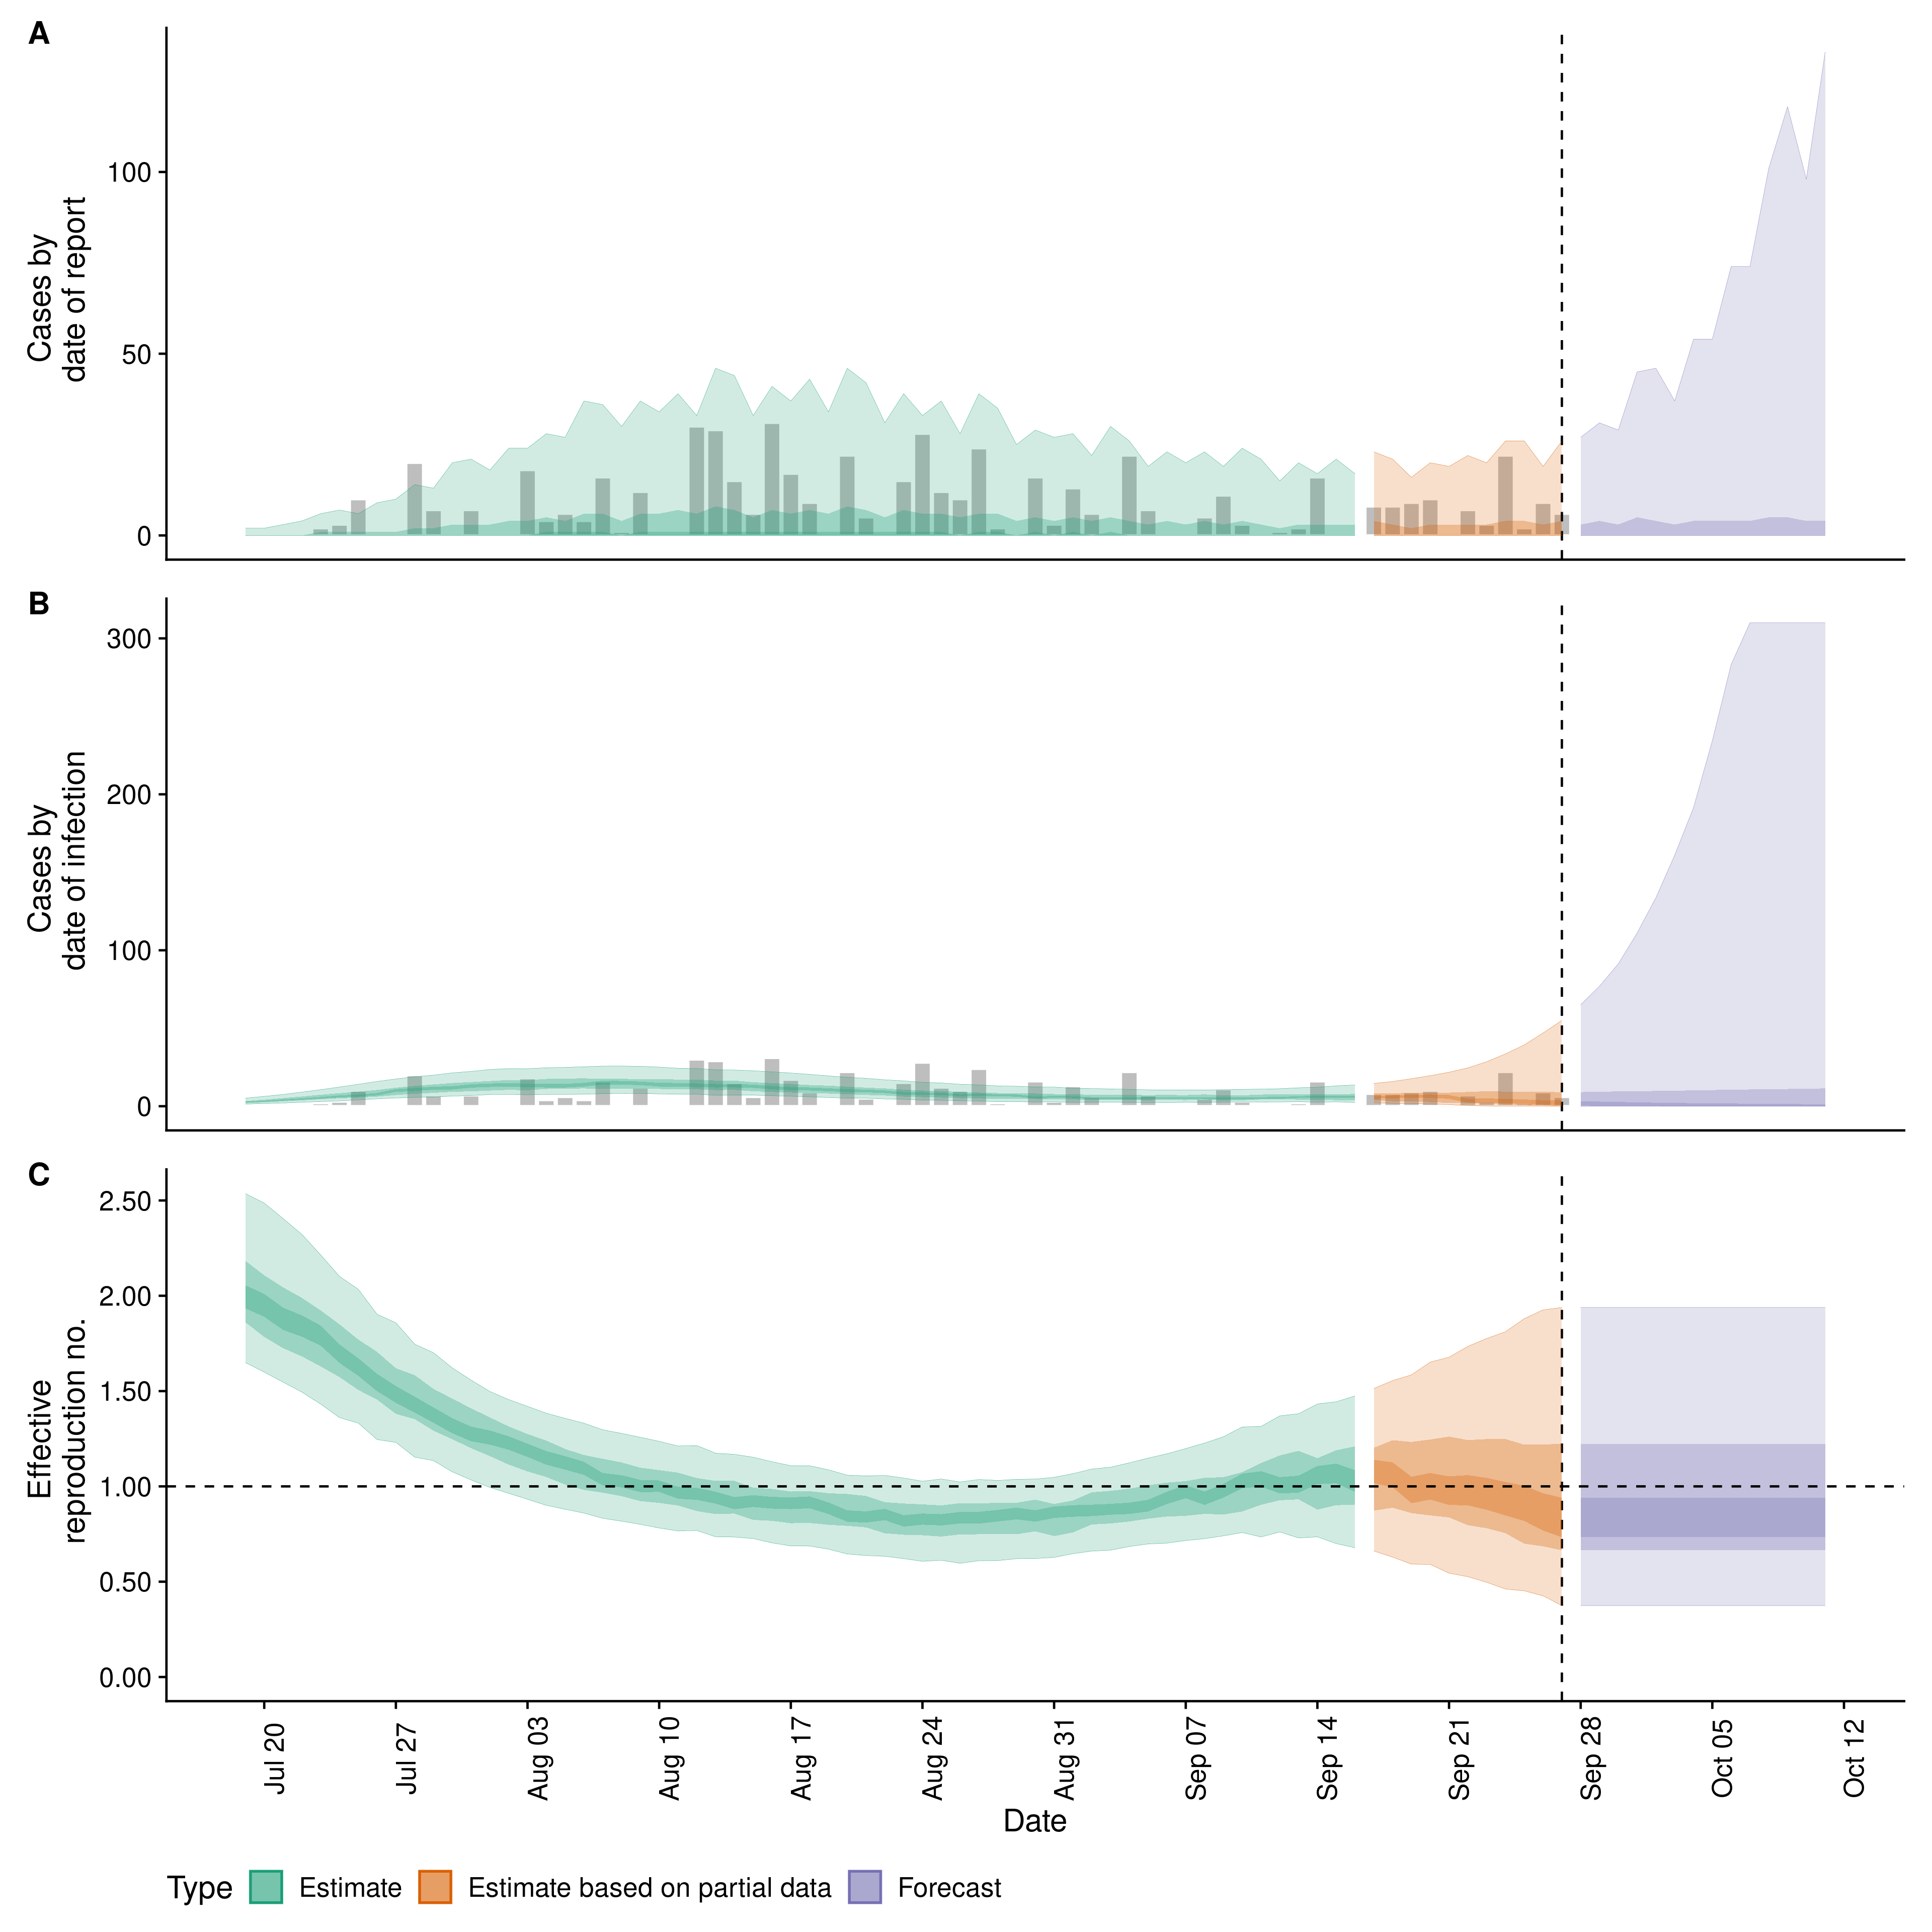 A
Cases by
date of report
100
50
0
B
Cases by
date of infection
300
200
100
0
C
Effective
reproduction no.
2.50
2.00
1.50
1.00
0.50
0.00
Jul 20
Jul 27
Aug 03
Aug 10
Aug 17
Aug 24
Aug 31
Sep 07
Sep 14
Sep 21
Sep 28
Oct 05
Oct 12
Date
Type Estimate Estimate based on partial data Forecast